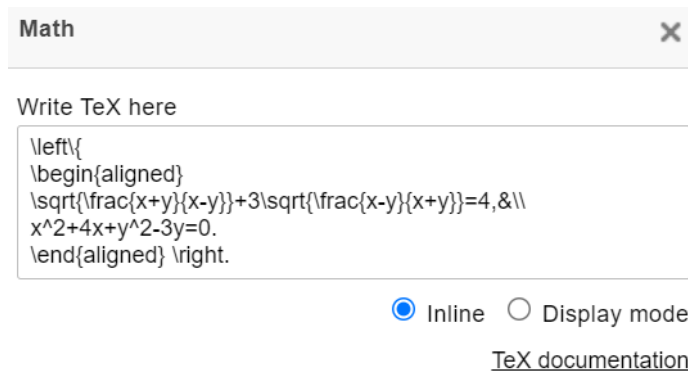 Math
Write TeX here
\left\{
\begin{aligned}
\sqrt{\frac{x+y}{x-y}}+3\sqrt{\frac{x-y}{x+y}}=4,&\\
x^2+4x+y^2-3y=0.
\end{aligned} \right.
Inline Display mode
TeX documentation